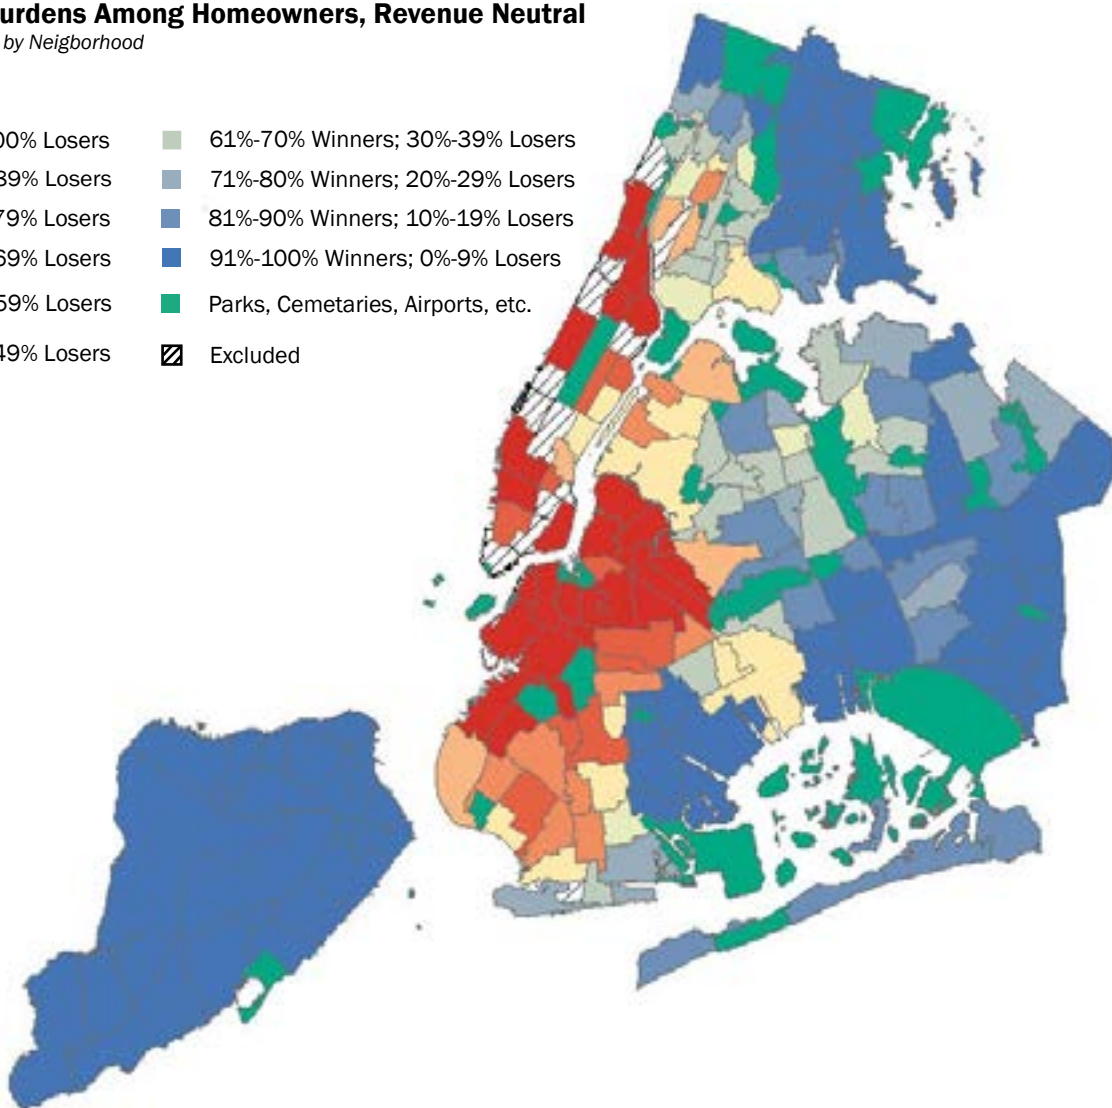 urdens Among Homeowners, Revenue Neutral
by Neigborhood
00% Losers
61%-70% Winners; 30%-39% Losers
89% Losers
71%-80% Winners; 20%-29% Losers
79% Losers
81%-90% Winners; 10%-19% Losers
69% Losers
91%-100% Winners; 0%-9% Losers
59% Losers
Parks, Cemetaries, Airports, etc.
49% Losers
Excluded